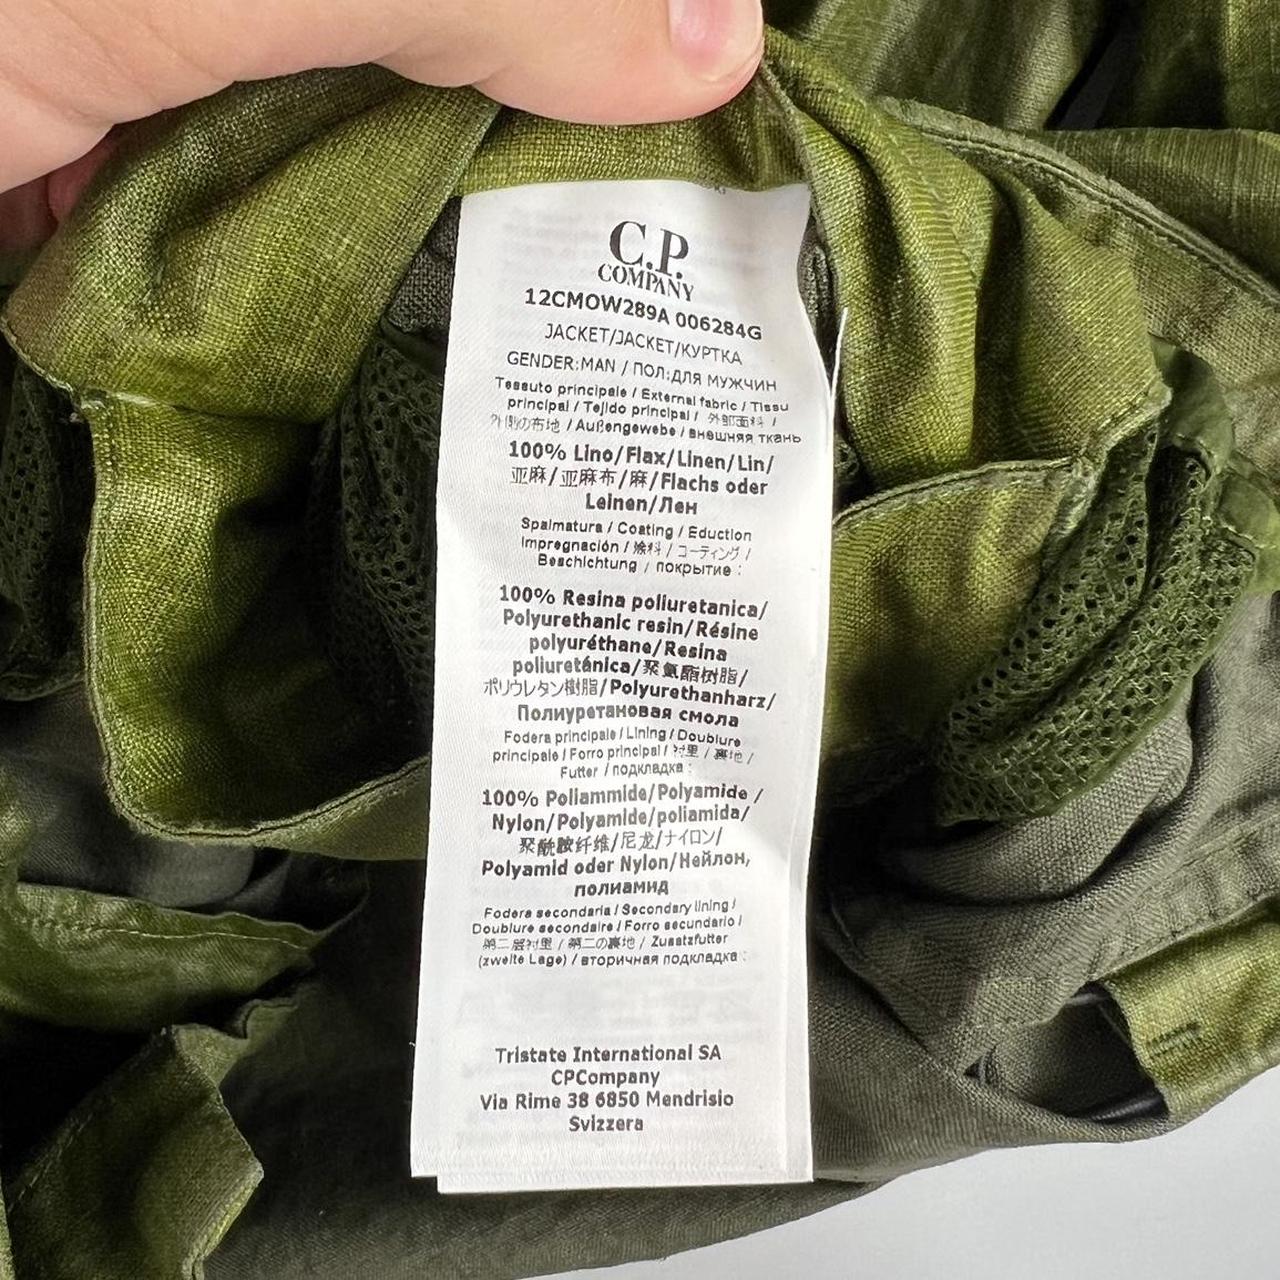 C.P.
COMPANY
12CMOW289A 006284G
JACKET/JACKET/КУРТКА
GENDER:MAN / ПОЛ:ДЛЯ МУЖЧИН
Tessuto principale / External fabric / Tissu
principal / Tejido principal / 外部面料 /
外側の布地 / Außengewebe / внешняя ткань
100% Lino/Flax/Linen/Lin/
亚麻/亚麻布/麻/Flachs oder
Leinen/Лен
Spalmatura / Coating / Eduction
Impregnación / 涂料 / コーティング /
Beschichtung / покрытие :
100% Resina poliuretanica/
Polyurethanic resin/Résine
polyuréthane/Resina
poliuretánica/聚氨酯树脂/
ポリウレタン樹脂/Polyurethanharz/
Полиуретановая смола
Fodera principale / Lining / Doublure
principale / Forro principal / 衬里 / 裏地 /
Futter / подкладка :
100% Poliammide/Polyamide /
Nylon/Polyamide/poliamida/
聚酰胺纤维/尼龙/ナイロン/
Polyamid oder Nylon/Нейлон,
полиамид
Fodera secondaria / Secondary lining /
Doublure secondaire / Forro secundario /
第二层衬里 / 第二の裏地 / Zusatzfutter
(zweite Lage) / вторичная подкладка :
Tristate International SA
CPCompany
Via Rime 38 6850 Mendrisio
Svizzera